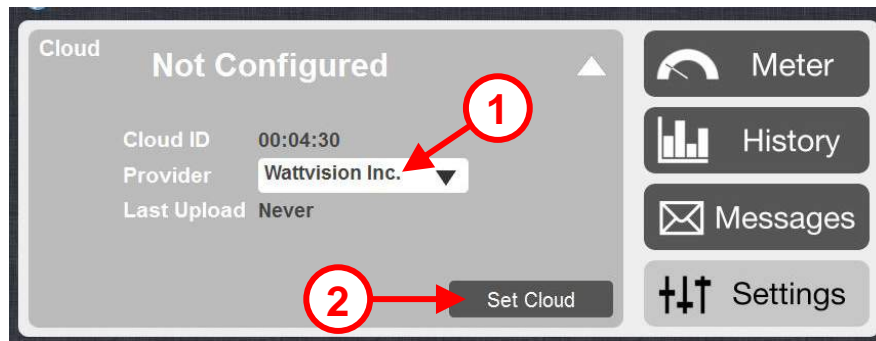 Cloud
Not Configured
1
Cloud ID 00:04:30
Provider Wattvision Inc.
Last Upload Never
2
Set Cloud
Meter
History
Messages
Settings